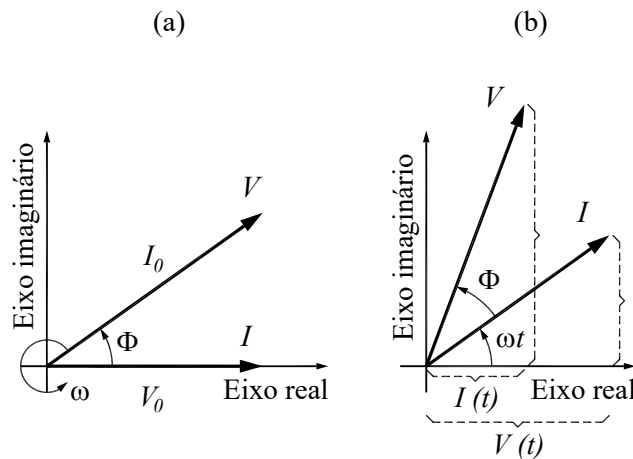 (a)
(b)
Eixo imaginário
V
I₀
Φ
I
ω
V₀
Eixo real
Eixo imaginário
V
I
Φ
ωt
I (t)
Eixo real
V (t)